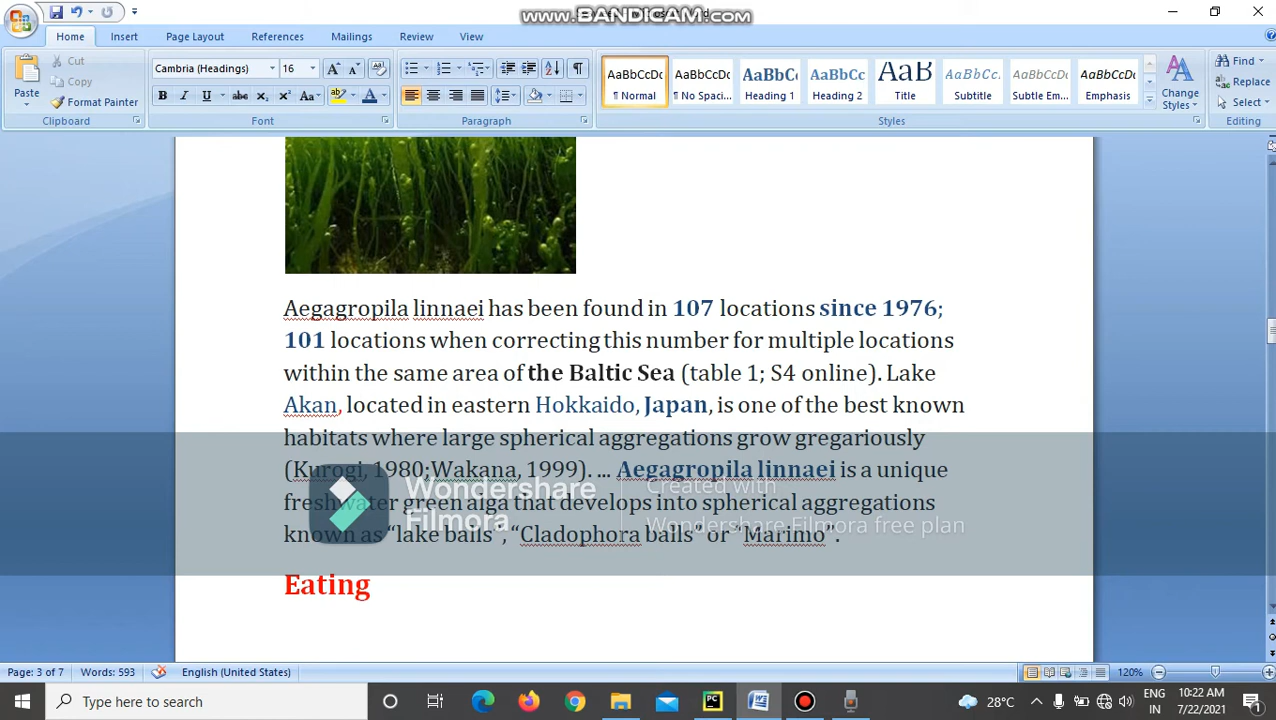 www.BANDICAM.com
Home Insert Page Layout References Mailings Review View
Paste Cut Copy Format Painter
Cambria (Headings) 16
AaBbCcDc AaBbCcDc AaBbCc AaBbCc AaB AaBbCc. AaBbCcDc AaBbCcDc
¶ Normal ¶ No Spaci... Heading 1 Heading 2 Title Subtitle Subtle Em... Emphasis
Change Styles
Find
Replace
Select
Clipboard Font Paragraph Styles Editing
Aegagropila linnaei has been found in 107 locations since 1976;
101 locations when correcting this number for multiple locations
within the same area of the Baltic Sea (table 1; S4 online). Lake
Akan, located in eastern Hokkaido, Japan, is one of the best known
habitats where large spherical aggregations grow gregariously
(Kurogi, 1980;Wakana, 1999). ... Aegagropila linnaei is a unique
freshwater green alga that develops into spherical aggregations
known as “lake balls”, “Cladophora balls” or “Marimo”.
Wondershare
Filmora
Created with
Wondershare Filmora free plan
Eating
Page: 3 of 7 Words: 593 English (United States) 120%
Type here to search
28°C ENG 10:22 AM
IN 7/22/2021